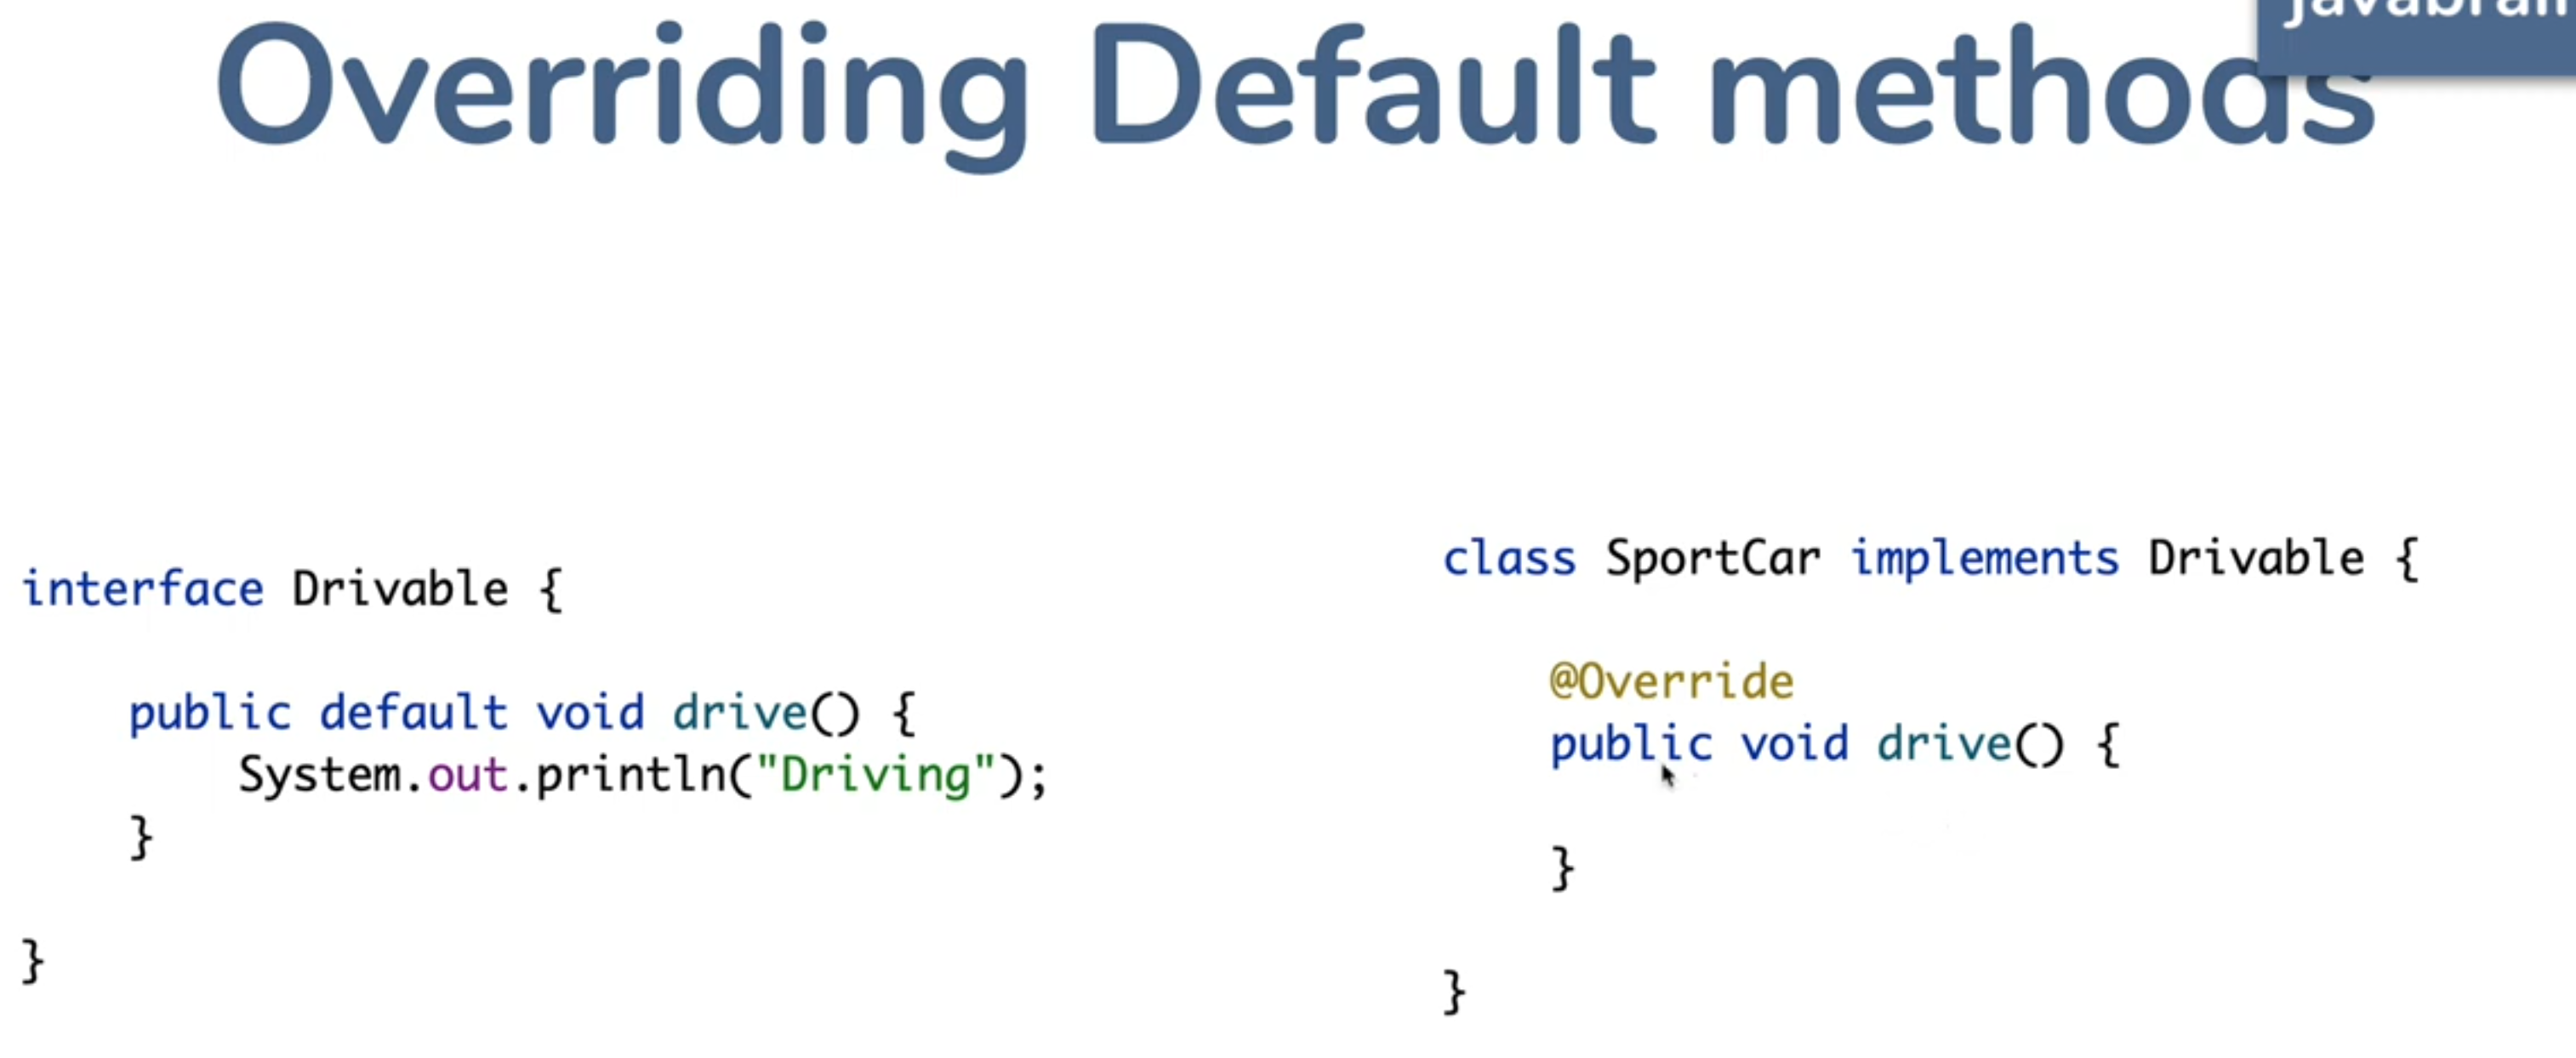 Overriding Default methods
interface Drivable {
public default void drive() {
System.out.println("Driving");
}
}
class SportCar implements Drivable {
@Override
public void drive() {
}
}